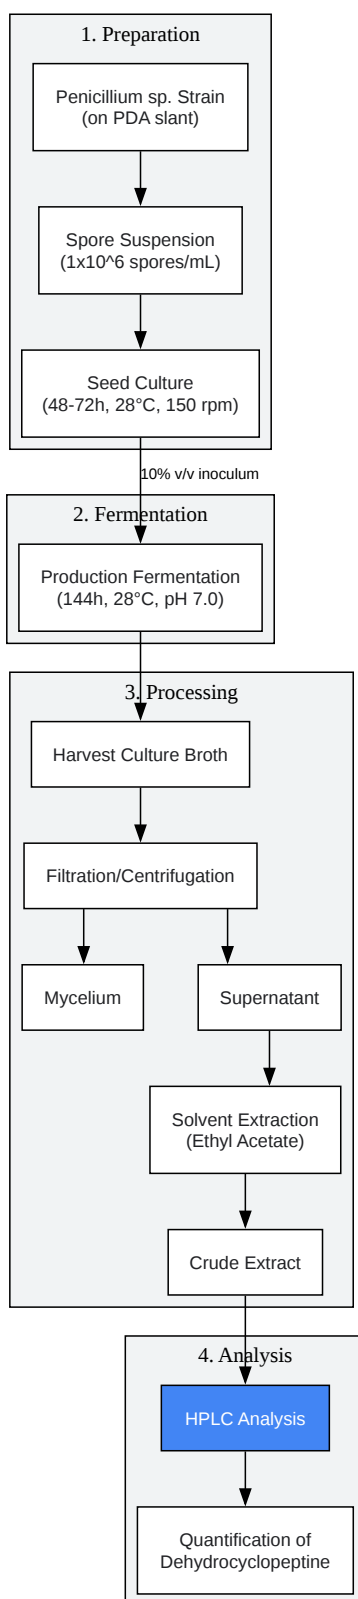 1. Preparation
Penicillium sp. Strain
(on PDA slant)
Spore Suspension
(1x10^6 spores/mL)
Seed Culture
(48-72h, 28°C, 150 rpm)
10% v/v inoculum
2. Fermentation
Production Fermentation
(144h, 28°C, pH 7.0)
3. Processing
Harvest Culture Broth
Filtration/Centrifugation
Mycelium
Supernatant
Solvent Extraction
(Ethyl Acetate)
Crude Extract
4. Analysis
HPLC Analysis
Quantification of
Dehydrocyclopeptine